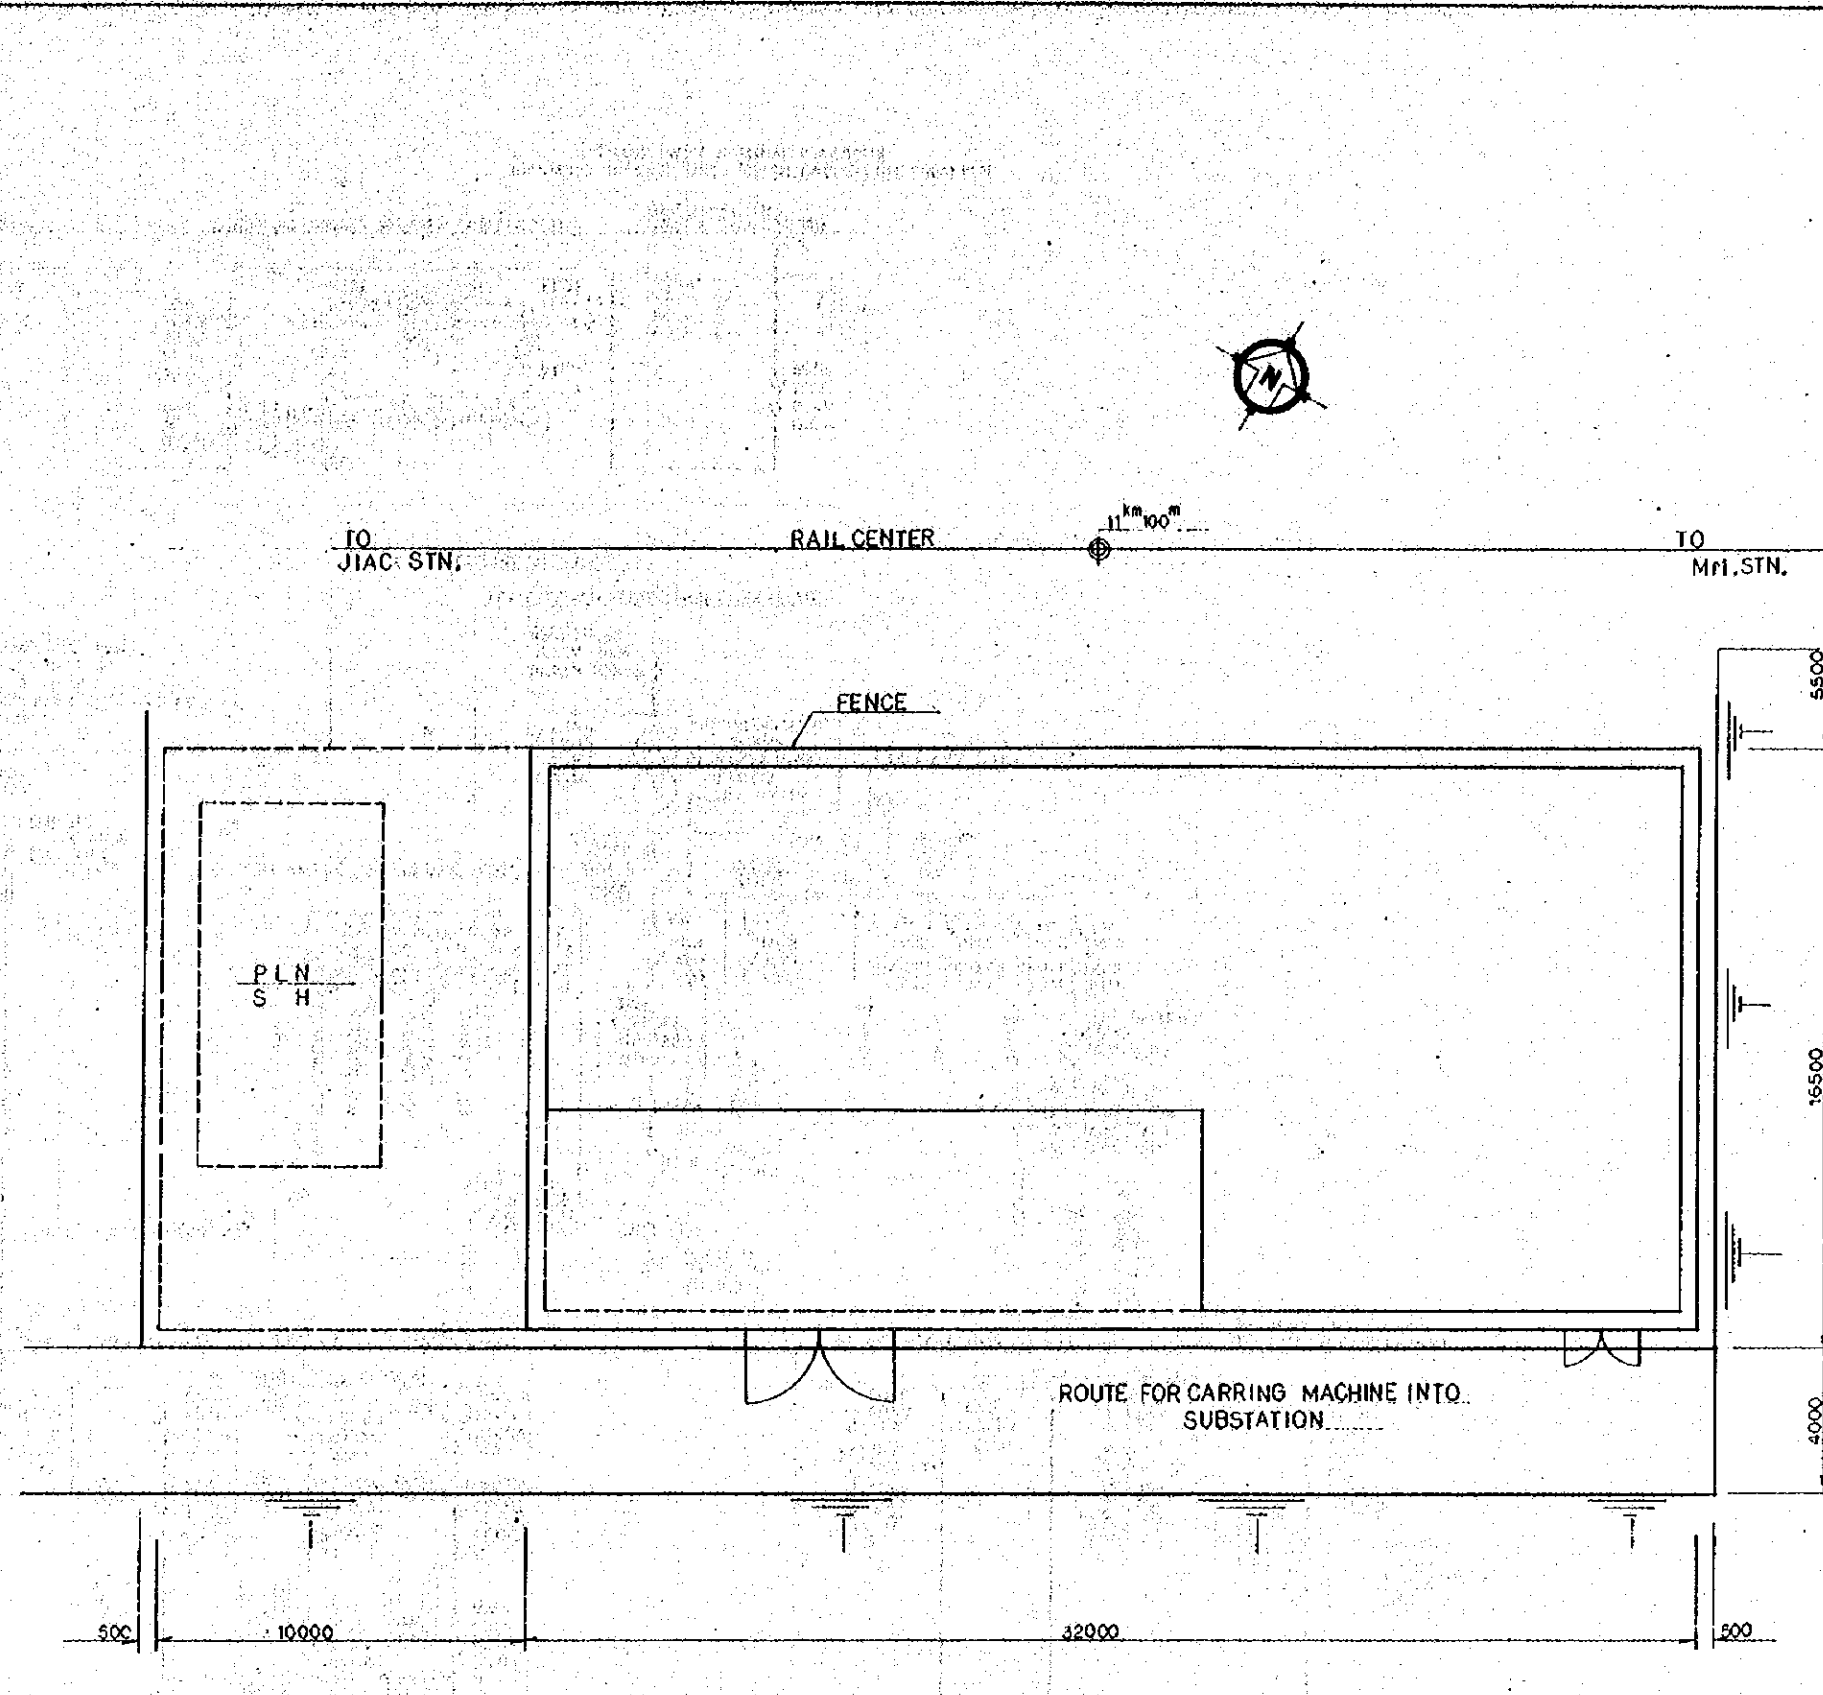 N
11km100m
TO
JIAC STN.
RAIL CENTER
TO
Mri.STN.
5500
FENCE
PLN
S H
16500
ROUTE FOR CARRING MACHINE INTO
SUBSTATION
4000
500
10000
32000
500